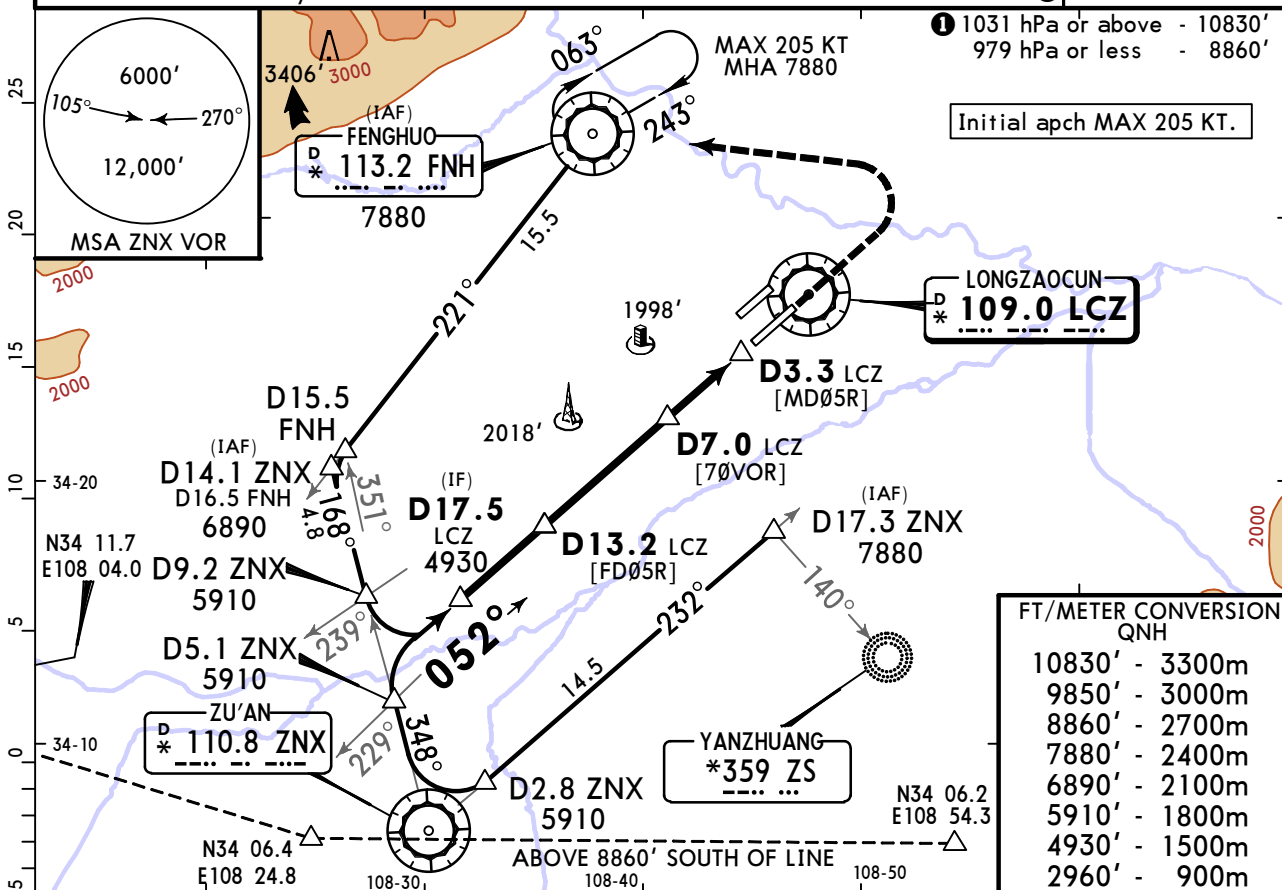 ❶ 1031 hPa or above - 10830'
979 hPa or less - 8860'
Initial apch MAX 205 KT.
6000'
105°
270°
12,000'
MSA ZNX VOR
3406'
3000
063°
MAX 205 KT
MHA 7880
243°
(IAF)
FENGHUO
D
* 113.2 FNH
7880
25
20
15
10
5
0
5
2000
2000
2000
15.5
221°
1998'
2018'
LONGZAOCUN
D
* 109.0 LCZ
D3.3 LCZ
[MDØ5R]
D7.0 LCZ
[7ØVOR]
D15.5
FNH
(IAF)
D14.1 ZNX
D16.5 FNH
6890
34-20
168°
4.8
351°
(IF)
D17.5
LCZ
4930
D13.2 LCZ
[FDØ5R]
(IAF)
D17.3 ZNX
7880
N34 11.7
E108 04.0
D9.2 ZNX
5910
239°
052°
140°
232°
14.5
D5.1 ZNX
5910
229°
348°
34-10
ZU'AN
D
* 110.8 ZNX
D2.8 ZNX
5910
YANZHUANG
*359 ZS
N34 06.4
E108 24.8
ABOVE 8860' SOUTH OF LINE
N34 06.2
E108 54.3
108-30
108-40
108-50
FT/METER CONVERSION
QNH
10830' - 3300m
9850' - 3000m
8860' - 2700m
7880' - 2400m
6890' - 2100m
5910' - 1800m
4930' - 1500m
2960' - 900m